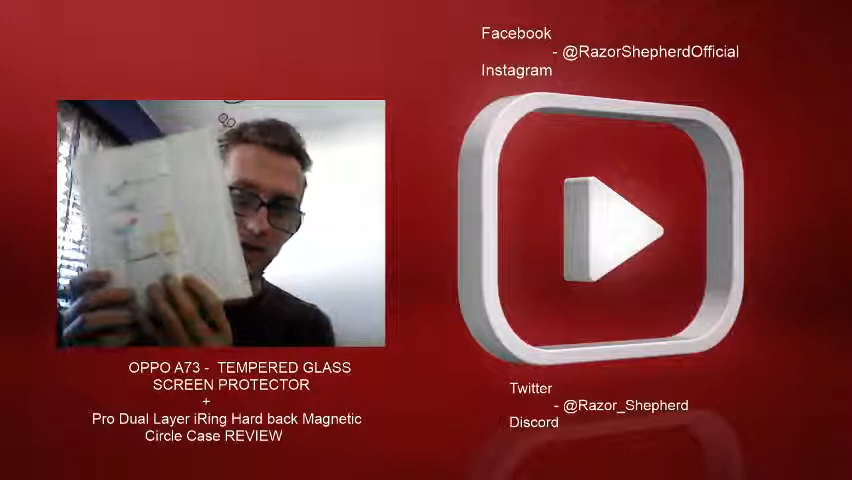 Facebook
- @RazorShepherdOfficial
Instagram
OPPO A73 - TEMPERED GLASS
SCREEN PROTECTOR
+
Pro Dual Layer iRing Hard back Magnetic
Circle Case REVIEW
Twitter
- @Razor_Shepherd
Discord